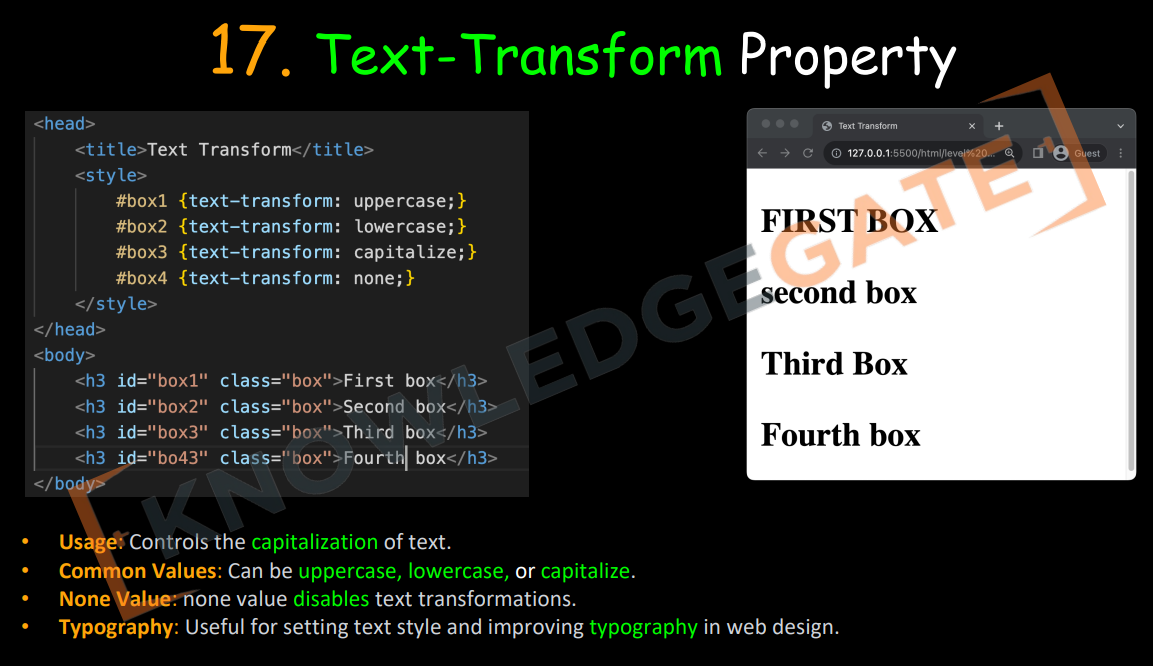 17. Text-Transform Property
<head>
<title>Text Transform</title>
<style>
#box1 {text-transform: uppercase;}
#box2 {text-transform: lowercase;}
#box3 {text-transform: capitalize;}
#box4 {text-transform: none;}
</style>
</head>
<body>
<h3 id="box1" class="box">First box</h3>
<h3 id="box2" class="box">Second box</h3>
<h3 id="box3" class="box">Third box</h3>
<h3 id="bo43" class="box">Fourth box</h3>
</body>
Text Transform
127.0.0.1:5500/html/level%20...
Guest
FIRST BOX
second box
Third Box
Fourth box
KNOWLEDGEGATE
• Usage: Controls the capitalization of text.
• Common Values: Can be uppercase, lowercase, or capitalize.
• None Value: none value disables text transformations.
• Typography: Useful for setting text style and improving typography in web design.